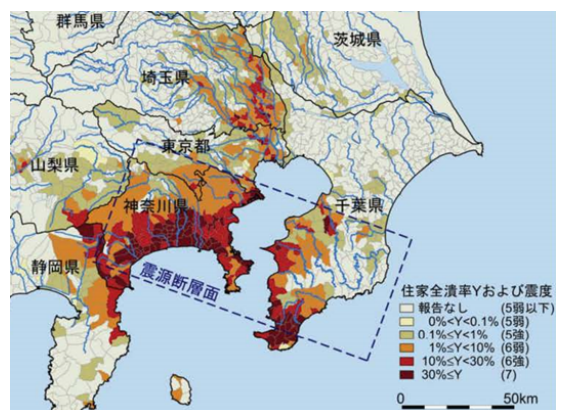 群馬県
茨城県
埼玉県
東京都
山梨県
神奈川県
千葉県
静岡県
震源断層面
住家全潰率Yおよび震度
報告なし (5弱以下)
0%<Y<0.1% (5弱)
0.1%≤Y<1% (5強)
1%≤Y<10% (6弱)
10%≤Y<30% (6強)
30%≤Y (7)
0 50km